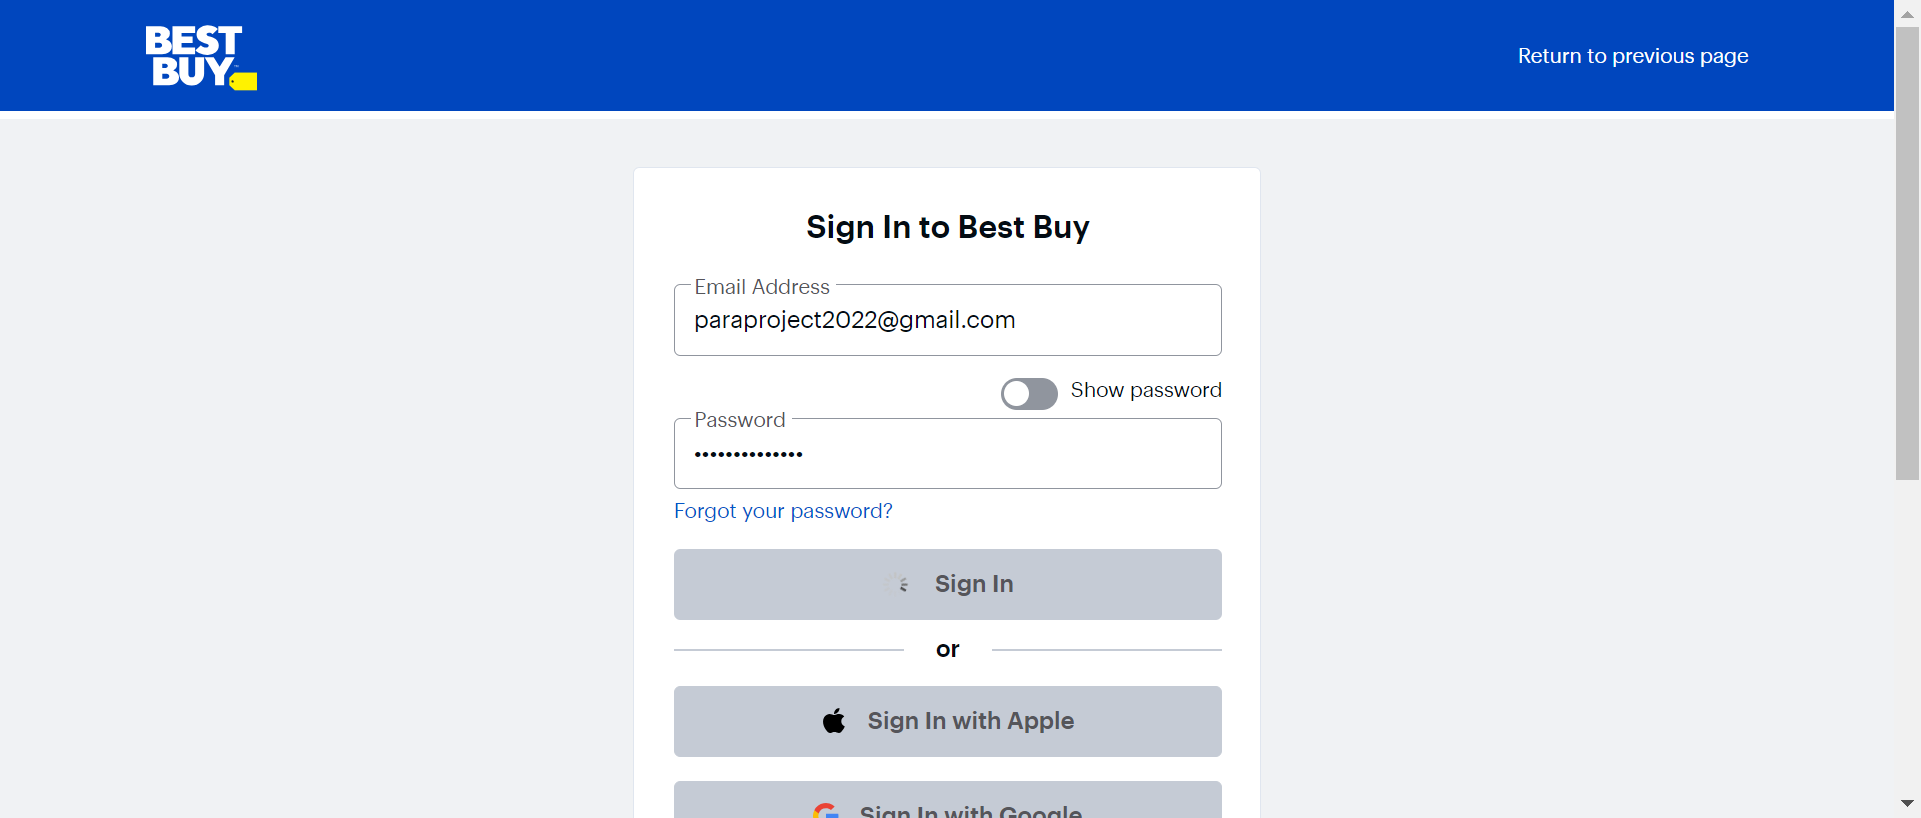 BEST
BUY
Return to previous page
Sign In to Best Buy
Email Address
paraproject2022@gmail.com
Show password
Password
••••••••••••••
Forgot your password?
Sign In
or
Sign In with Apple
Sign In with Google